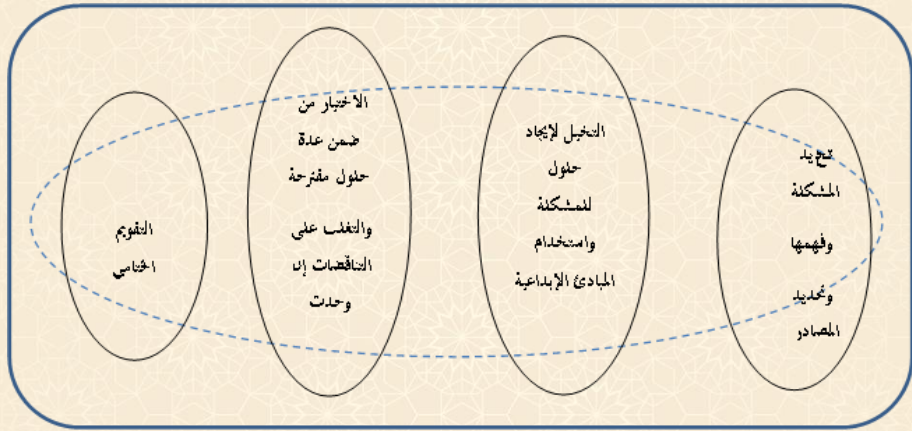 تحديد
المشكلة
وفهمها
وتحديد
المصادر
التخيل لإيجاد
حلول
للمشكلة
واستخدام
المبادئ الإبداعية
الاختيار من
ضمن عدة
حلول مقترحة
والتغلب على
التناقضات إن
وجدت
التقويم
الختامي